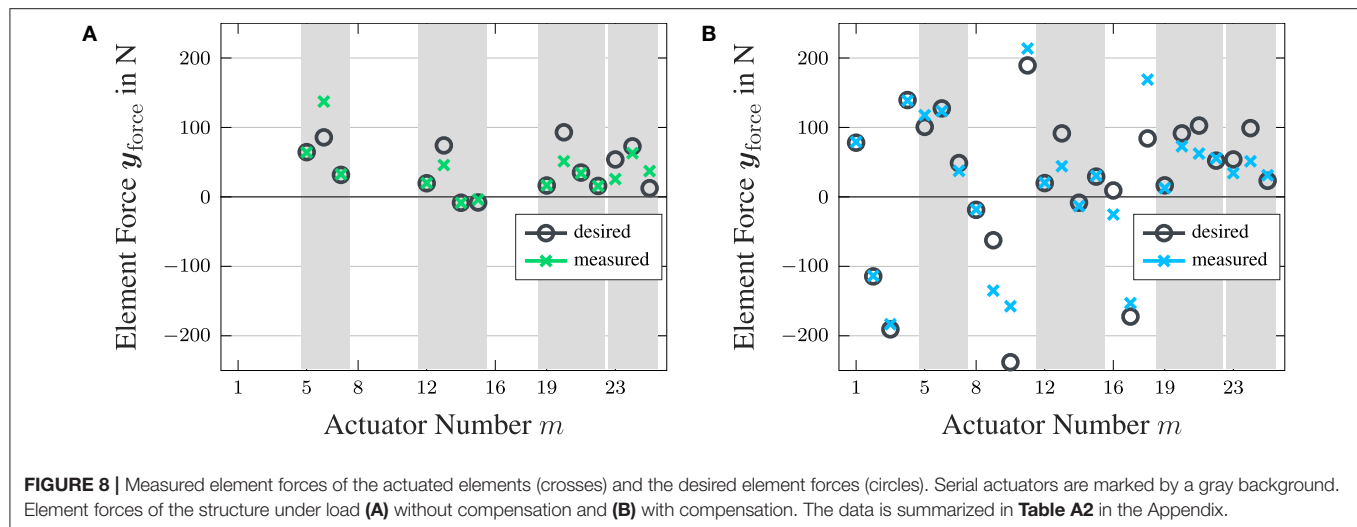 A
Element Force y_force in N
200
100
0
−100
−200
desired
measured
1 5 8 12 16 19 23
Actuator Number m
B
Element Force y_force in N
200
100
0
−100
−200
desired
measured
1 5 8 12 16 19 23
Actuator Number m
FIGURE 8 | Measured element forces of the actuated elements (crosses) and the desired element forces (circles). Serial actuators are marked by a gray background.
Element forces of the structure under load (A) without compensation and (B) with compensation. The data is summarized in Table A2 in the Appendix.